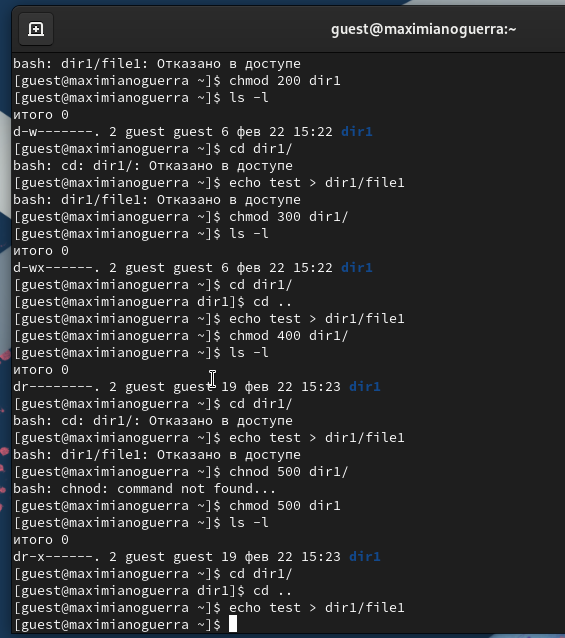 guest@maximianoguerra:~
bash: dir1/file1: Отказано в доступе
[guest@maximianoguerra ~]$ chmod 200 dir1
[guest@maximianoguerra ~]$ ls -l
итого 0
d-w-------. 2 guest guest 6 фев 22 15:22 dir1
[guest@maximianoguerra ~]$ cd dir1/
bash: cd: dir1/: Отказано в доступе
[guest@maximianoguerra ~]$ echo test > dir1/file1
bash: dir1/file1: Отказано в доступе
[guest@maximianoguerra ~]$ chmod 300 dir1/
[guest@maximianoguerra ~]$ ls -l
итого 0
d-wx------. 2 guest guest 6 фев 22 15:22 dir1
[guest@maximianoguerra ~]$ cd dir1/
[guest@maximianoguerra dir1]$ cd ..
[guest@maximianoguerra ~]$ echo test > dir1/file1
[guest@maximianoguerra ~]$ chmod 400 dir1/
[guest@maximianoguerra ~]$ ls -l
итого 0
dr--------. 2 guest guest 19 фев 22 15:23 dir1
[guest@maximianoguerra ~]$ cd dir1/
bash: cd: dir1/: Отказано в доступе
[guest@maximianoguerra ~]$ echo test > dir1/file1
bash: dir1/file1: Отказано в доступе
[guest@maximianoguerra ~]$ chnod 500 dir1/
bash: chnod: command not found...
[guest@maximianoguerra ~]$ chmod 500 dir1
[guest@maximianoguerra ~]$ ls -l
итого 0
dr-x------. 2 guest guest 19 фев 22 15:23 dir1
[guest@maximianoguerra ~]$ cd dir1/
[guest@maximianoguerra dir1]$ cd ..
[guest@maximianoguerra ~]$ echo test > dir1/file1
[guest@maximianoguerra ~]$